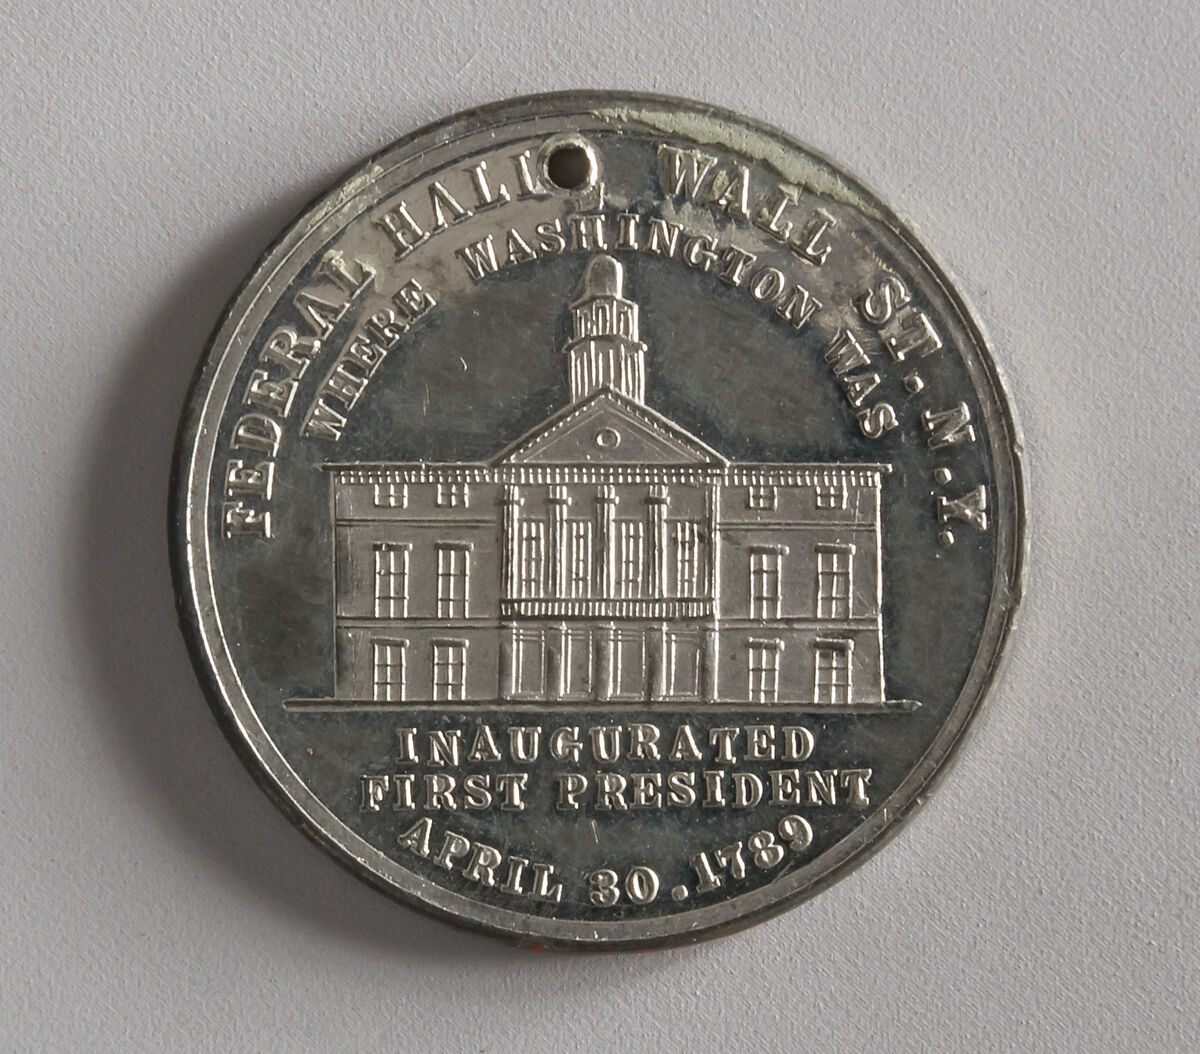 FEDERAL HALL WALL ST. N.Y.
WHERE WASHINGTON WAS
INAUGURATED
FIRST PRESIDENT
APRIL 30.1789